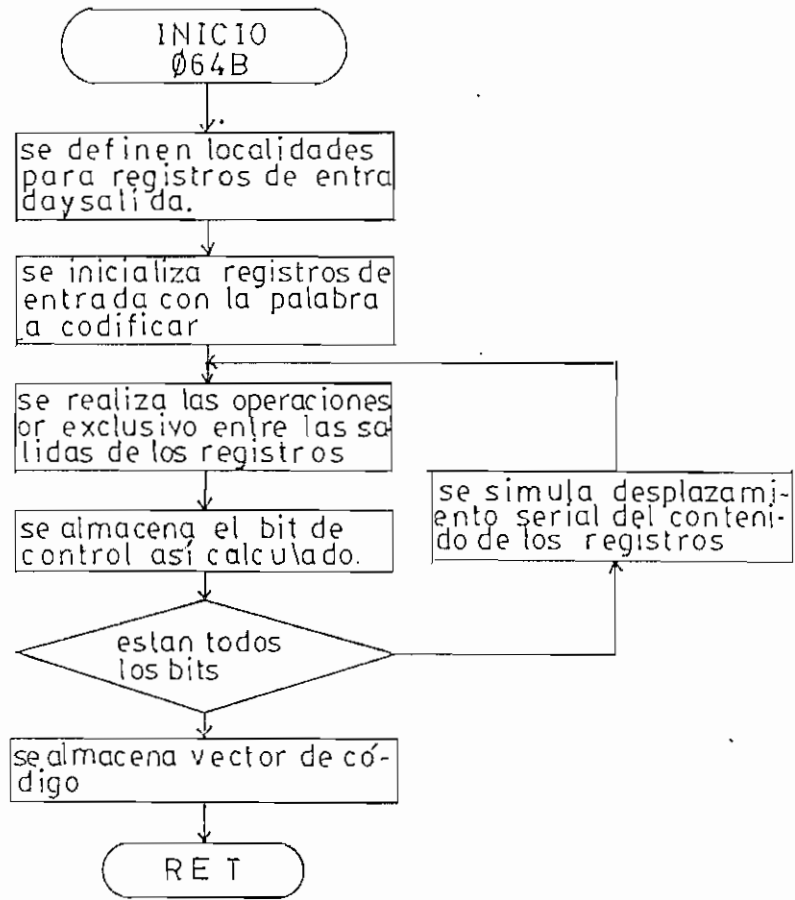 INICIO
Ø64B
se definen localidades
para registros de entra
daysalida.
se inicializa registros de
entrada con la palabra
a codificar
se realiza las operaciones
or exclusivo entre las sa
lidas de los registros
se almacena el bit de
control así calculado.
se simula desplazami-
ento serial del conteni-
do de los registros
estan todos
los bits
se almacena vector de có-
digo
RET